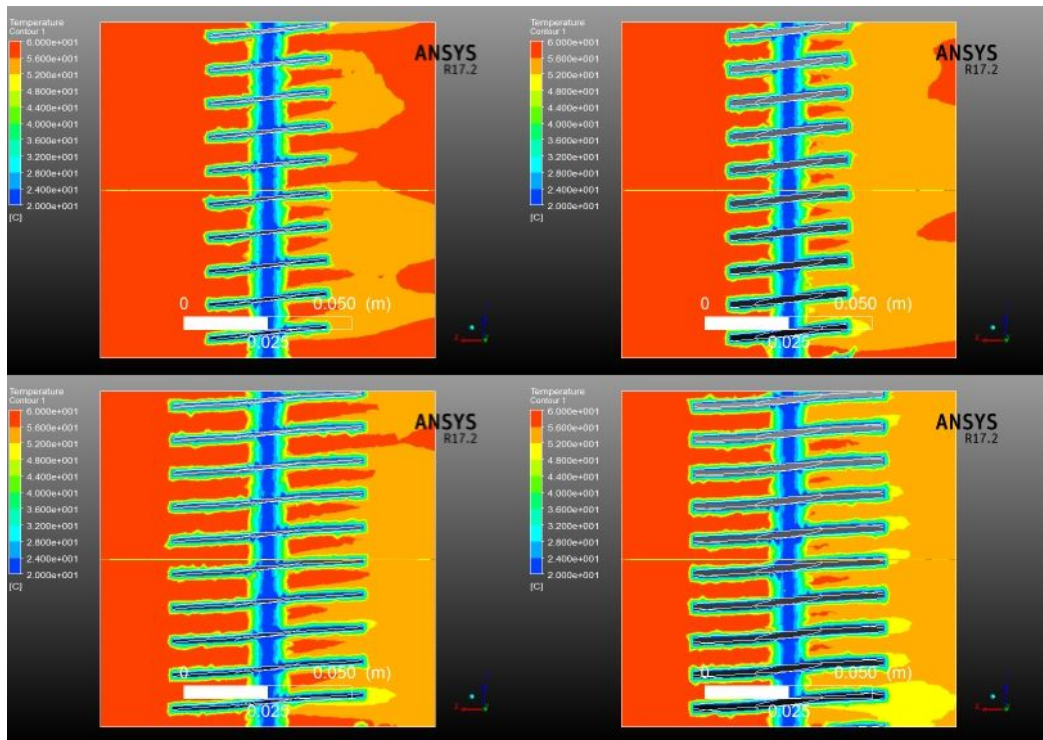 Temperature
Contour 1
6.000e+001
5.600e+001
5.200e+001
4.800e+001
4.400e+001
4.000e+001
3.600e+001
3.200e+001
2.800e+001
2.400e+001
2.000e+001
[C]
ANSYS
R17.2
0
0.050 (m)
0.025
Temperature
Contour 1
6.000e+001
5.600e+001
5.200e+001
4.800e+001
4.400e+001
4.000e+001
3.600e+001
3.200e+001
2.800e+001
2.400e+001
2.000e+001
[C]
ANSYS
R17.2
0
0.050 (m)
0.025
Temperature
Contour 1
6.000e+001
5.600e+001
5.200e+001
4.800e+001
4.400e+001
4.000e+001
3.600e+001
3.200e+001
2.800e+001
2.400e+001
2.000e+001
[C]
ANSYS
R17.2
0
0.050 (m)
0.025
Temperature
Contour 1
6.000e+001
5.600e+001
5.200e+001
4.800e+001
4.400e+001
4.000e+001
3.600e+001
3.200e+001
2.800e+001
2.400e+001
2.000e+001
[C]
ANSYS
R17.2
0
0.050 (m)
0.025